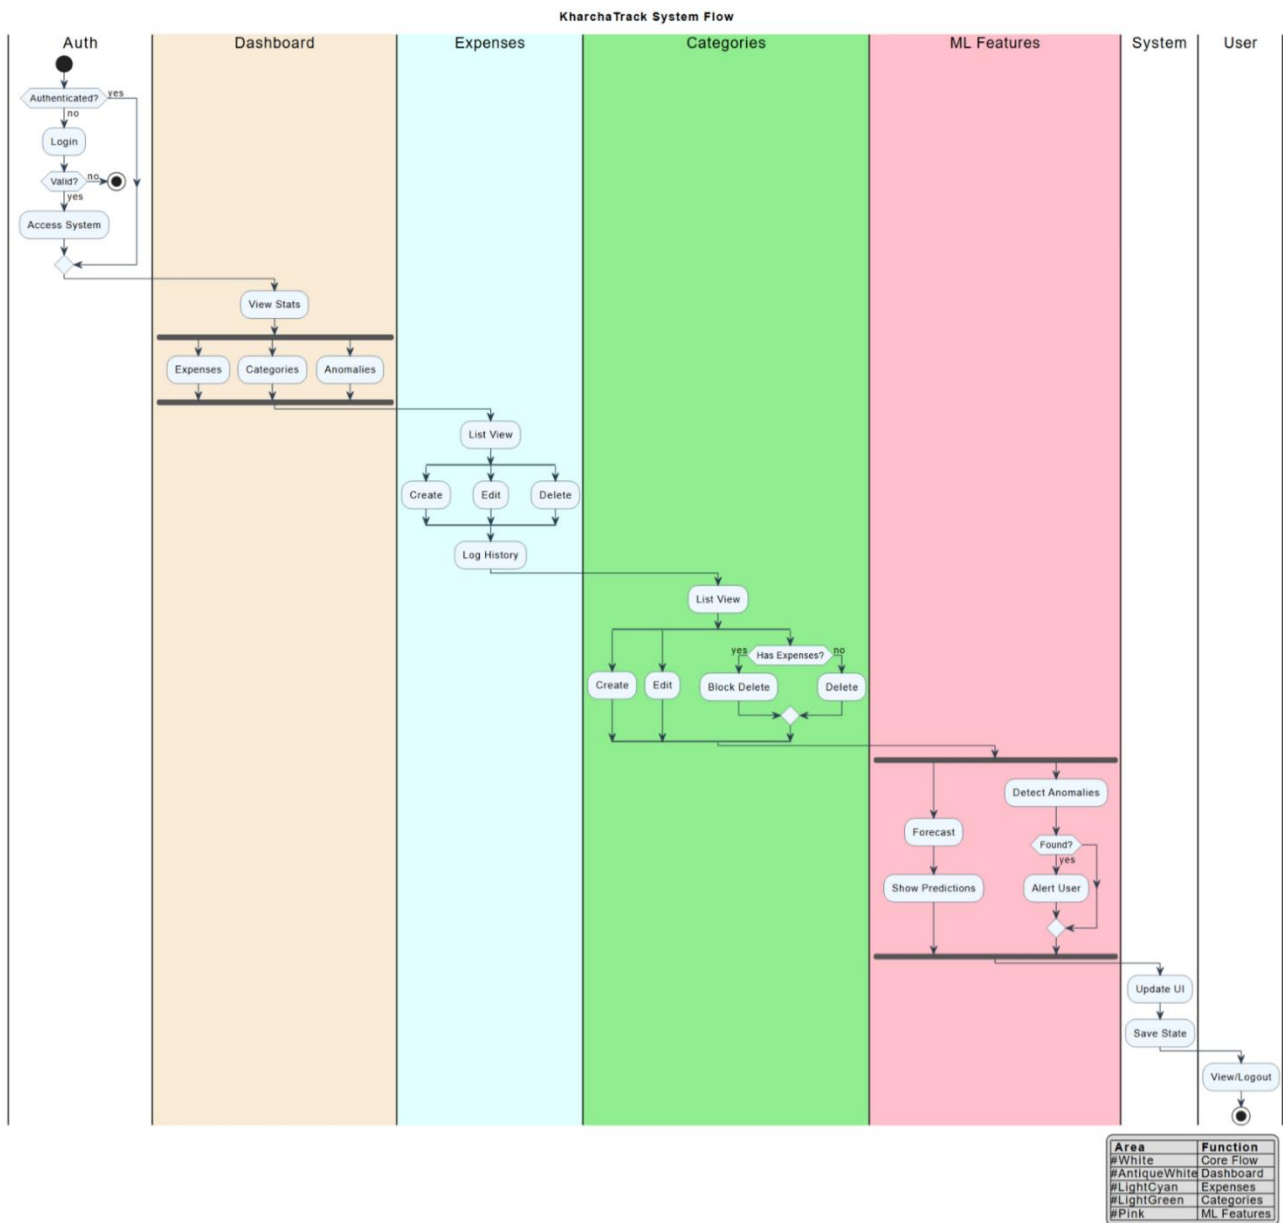 KharchaTrack System Flow
Auth
Dashboard
Expenses
Categories
ML Features
System
User
Authenticated?
yes
no
Login
Valid?
no
yes
Access System
View Stats
Expenses
Categories
Anomalies
List View
Create
Edit
Delete
Log History
List View
yes
Has Expenses?
no
Create
Edit
Block Delete
Delete
Detect Anomalies
Forecast
Found?
yes
Show Predictions
Alert User
Update UI
Save State
View/Logout
Area Function
#White Core Flow
#AntiqueWhite Dashboard
#LightCyan Expenses
#LightGreen Categories
#Pink ML Features